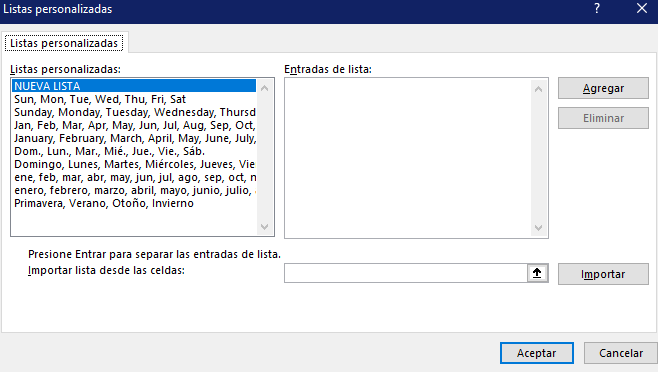 Listas personalizadas
?
Listas personalizadas
Listas personalizadas:
NUEVA LISTA
Sun, Mon, Tue, Wed, Thu, Fri, Sat
Sunday, Monday, Tuesday, Wednesday, Thursd
Jan, Feb, Mar, Apr, May, Jun, Jul, Aug, Sep, Oct,
January, February, March, April, May, June, July,
Dom., Lun., Mar., Mié., Jue., Vie., Sáb.
Domingo, Lunes, Martes, Miércoles, Jueves, Vie
ene, feb, mar, abr, may, jun, jul, ago, sep, oct, n
enero, febrero, marzo, abril, mayo, junio, julio, a
Primavera, Verano, Otoño, Invierno
Entradas de lista:
Agregar
Eliminar
Presione Entrar para separar las entradas de lista.
Importar lista desde las celdas:
Importar
Aceptar
Cancelar